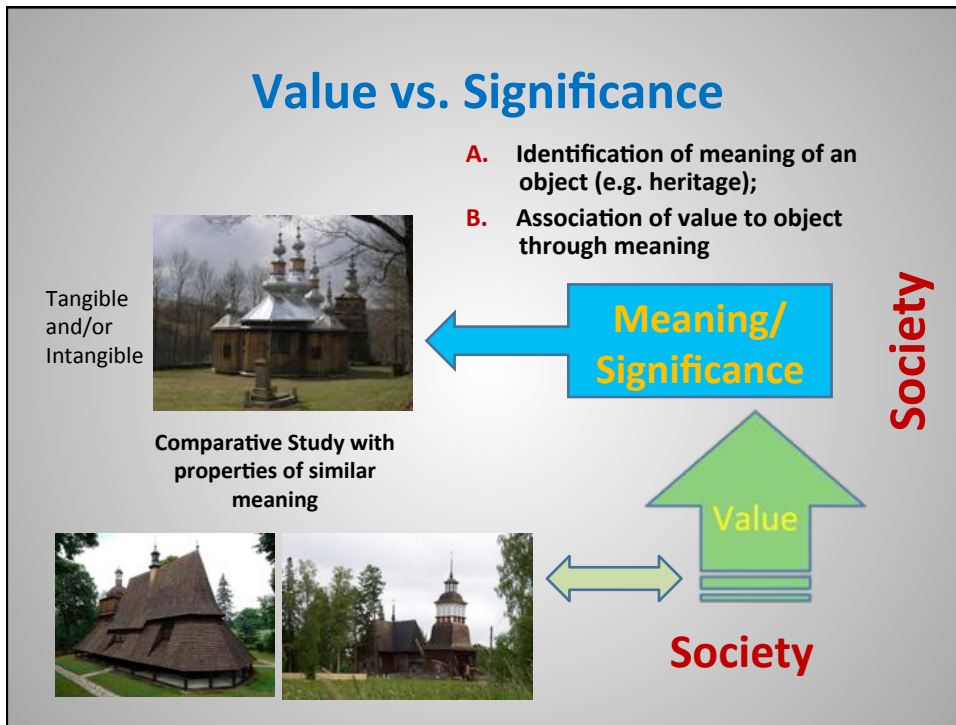 Value vs. Significance
A. Identification of meaning of an
object (e.g. heritage);
B. Association of value to object
through meaning
Tangible
and/or
Intangible
Meaning/
Significance
Society
Comparative Study with
properties of similar
meaning
Value
Society